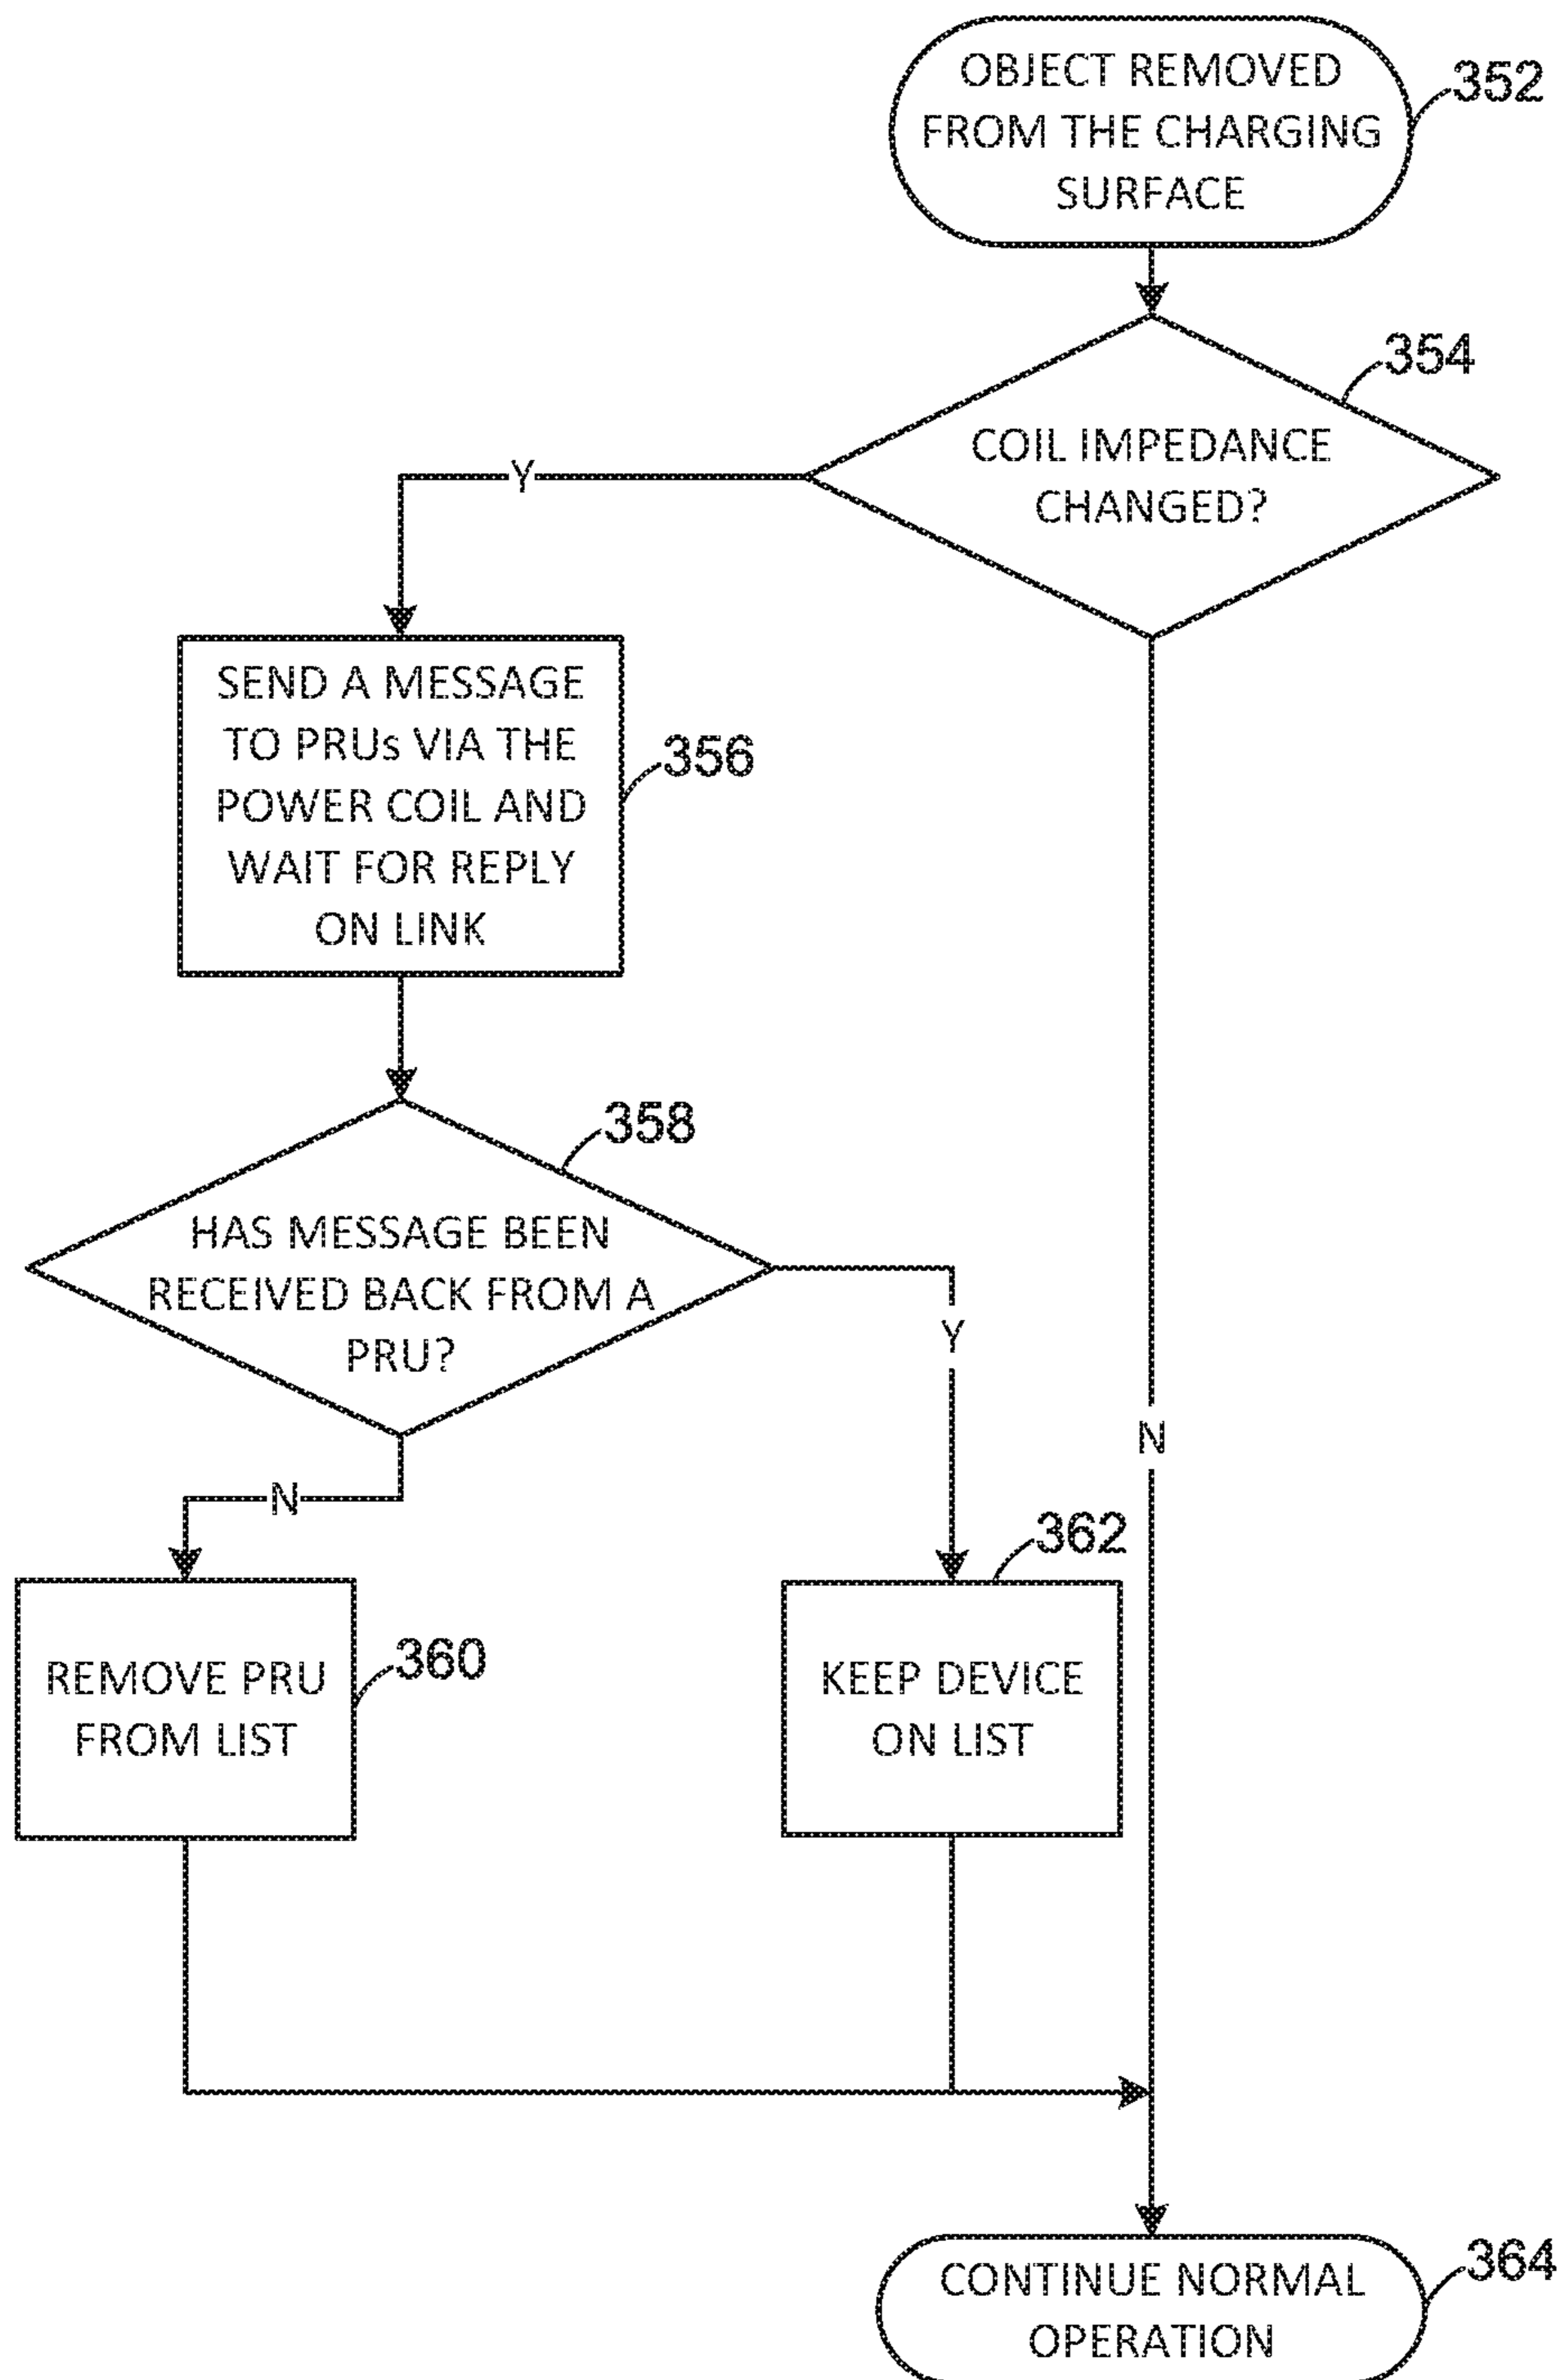 OBJECT REMOVED
FROM THE CHARGING
SURFACE
352
354
COIL IMPEDANCE
CHANGED?
Y
SEND A MESSAGE
TO PRUs VIA THE
POWER COIL AND
WAIT FOR REPLY
ON LINK
356
358
HAS MESSAGE BEEN
RECEIVED BACK FROM A
PRU?
Y
N
N
362
REMOVE PRU
FROM LIST
360
KEEP DEVICE
ON LIST
CONTINUE NORMAL
OPERATION
364